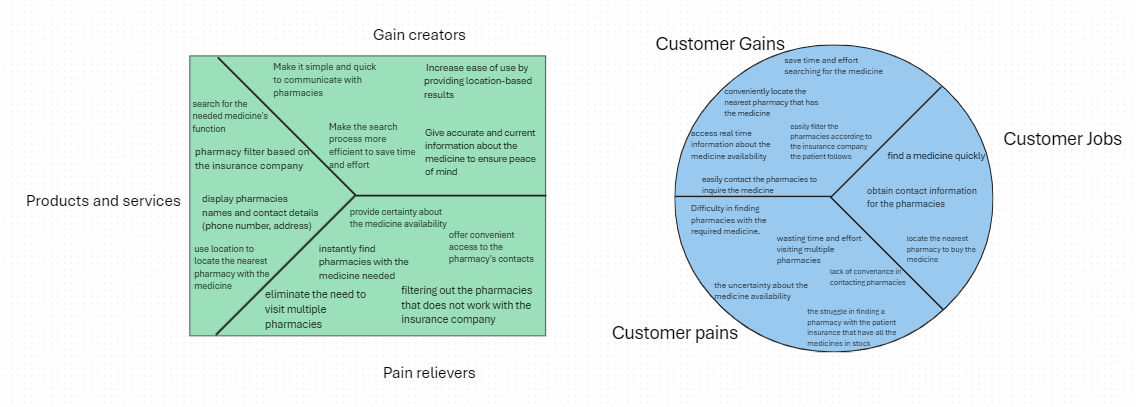 Gain creators
Make it simple and quick
to communicate with
pharmacies
Increase ease of use by
providing location-based
results
search for the
needed medicine's
function
pharmacy filter based on
the insurance company
Make the search
process more
efficient to save time
and effort
Give accurate and current
information about the
medicine to ensure peace
of mind
Products and services
display pharmacies
names and contact details
(phone number, address)
use location to
locate the nearest
pharmacy with the
medicine
provide certainty about
the medicine availability
offer convenient
access to the
pharmacy's contacts
instantly find
pharmacies with the
medicine needed
eliminate the need to
visit multiple
pharmacies
filtering out the pharmacies
that does not work with the
insurance company
Pain relievers
Customer Gains
save time and effort
searching for the medicine
conveniently locate the
nearest pharmacy that has
the medicine
access real time
information about the
medicine availability
easily filter the
pharmacies according to
the insurance company
the patient follows
easily contact the pharmacies to
inquire the medicine
Customer Jobs
find a medicine quickly
obtain contact information
for the pharmacies
locate the nearest
pharmacy to buy the
medicine
Difficulty in finding
pharmacies with the
required medicine.
wasting time and effort
visiting multiple
pharmacies
lack of convenance in
contacting pharmacies
the uncertainty about the
medicine availability
the struggle in finding a
pharmacy with the patient
insurance that have all the
medicines in stock
Customer pains